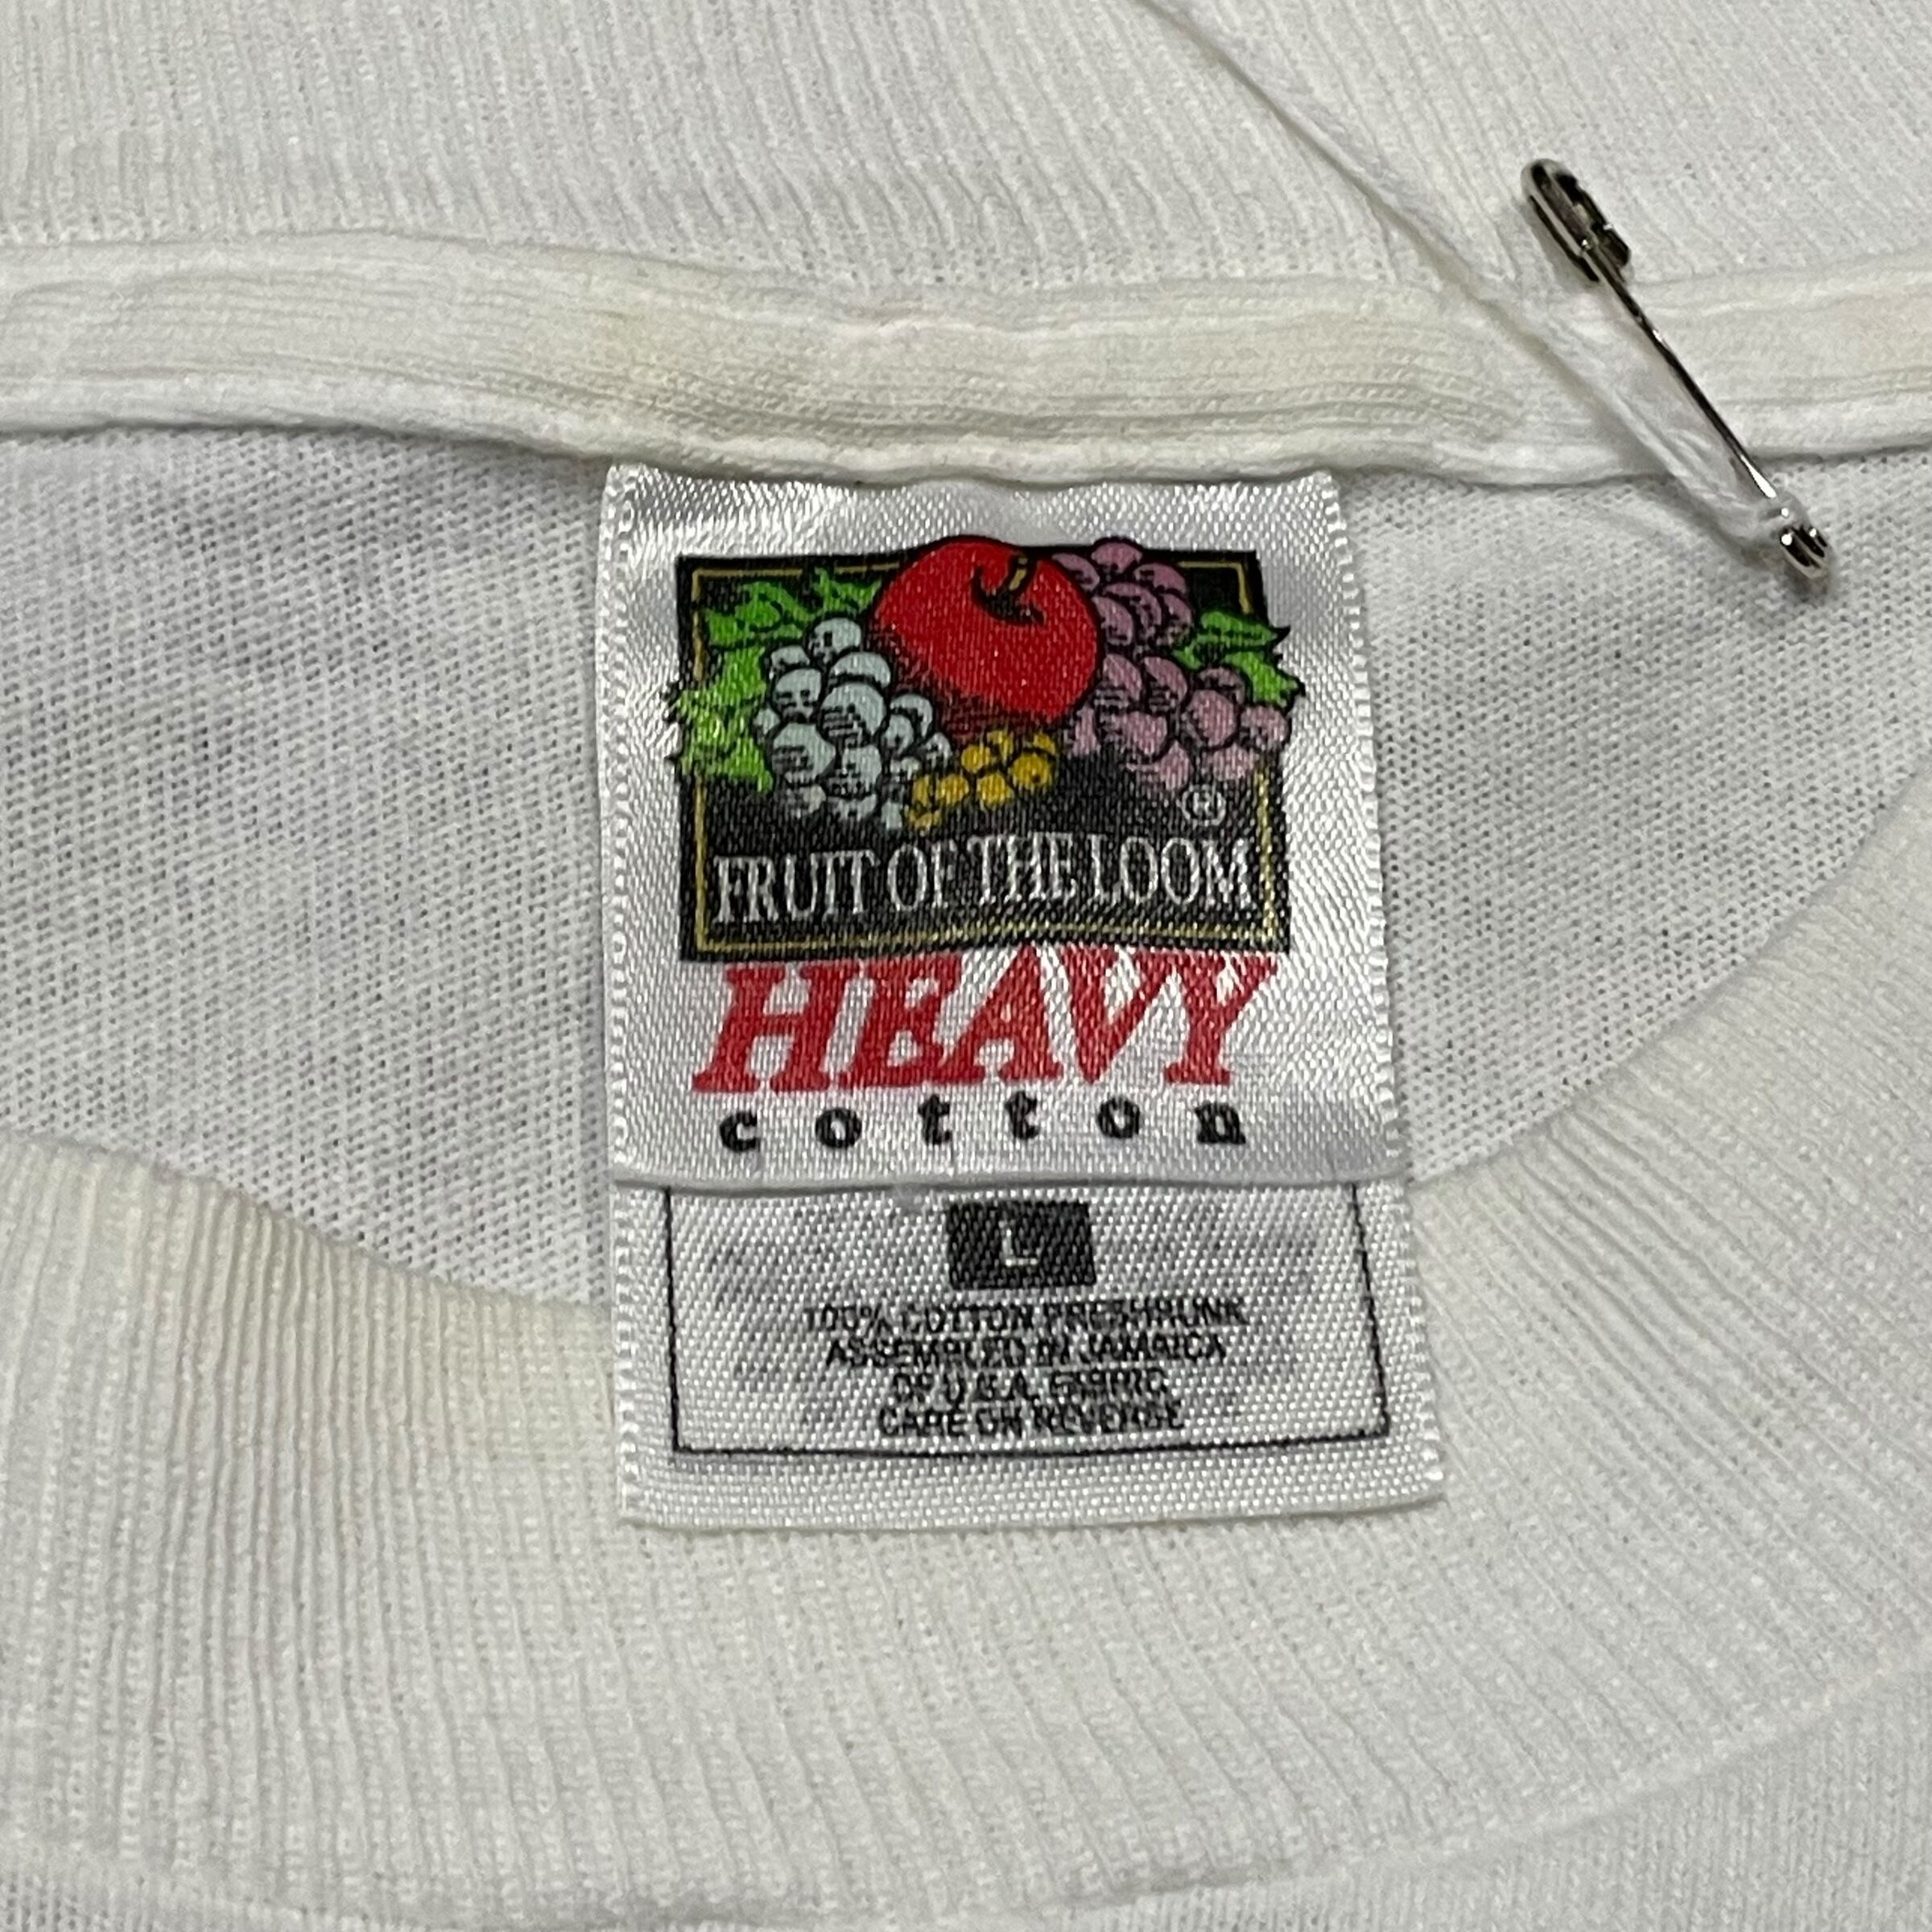 ®
FRUIT OF THE LOOM
HEAVY
cotton
L
100% COTTON PRESHRUNK
ASSEMBLED IN JAMAICA
OF U.S.A. FABRIC
CARE ON REVERSE